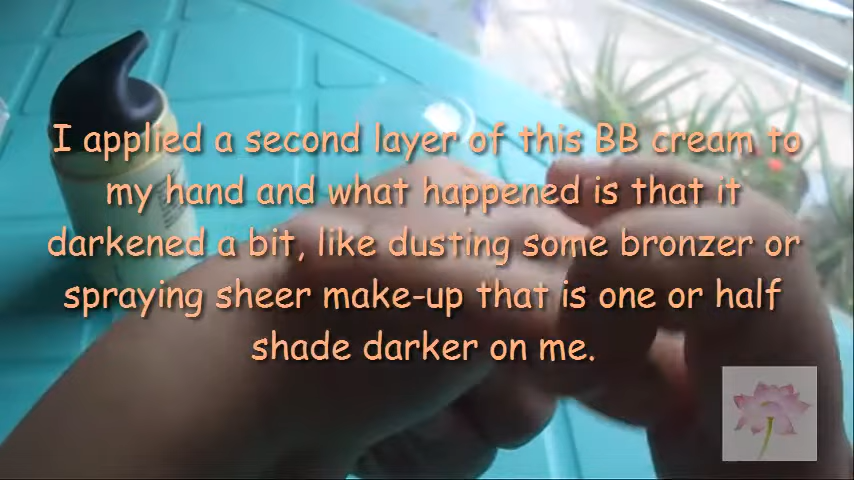 I applied a second layer of this BB cream to
my hand and what happened is that it
darkened a bit, like dusting some bronzer or
spraying sheer make-up that is one or half
shade darker on me.